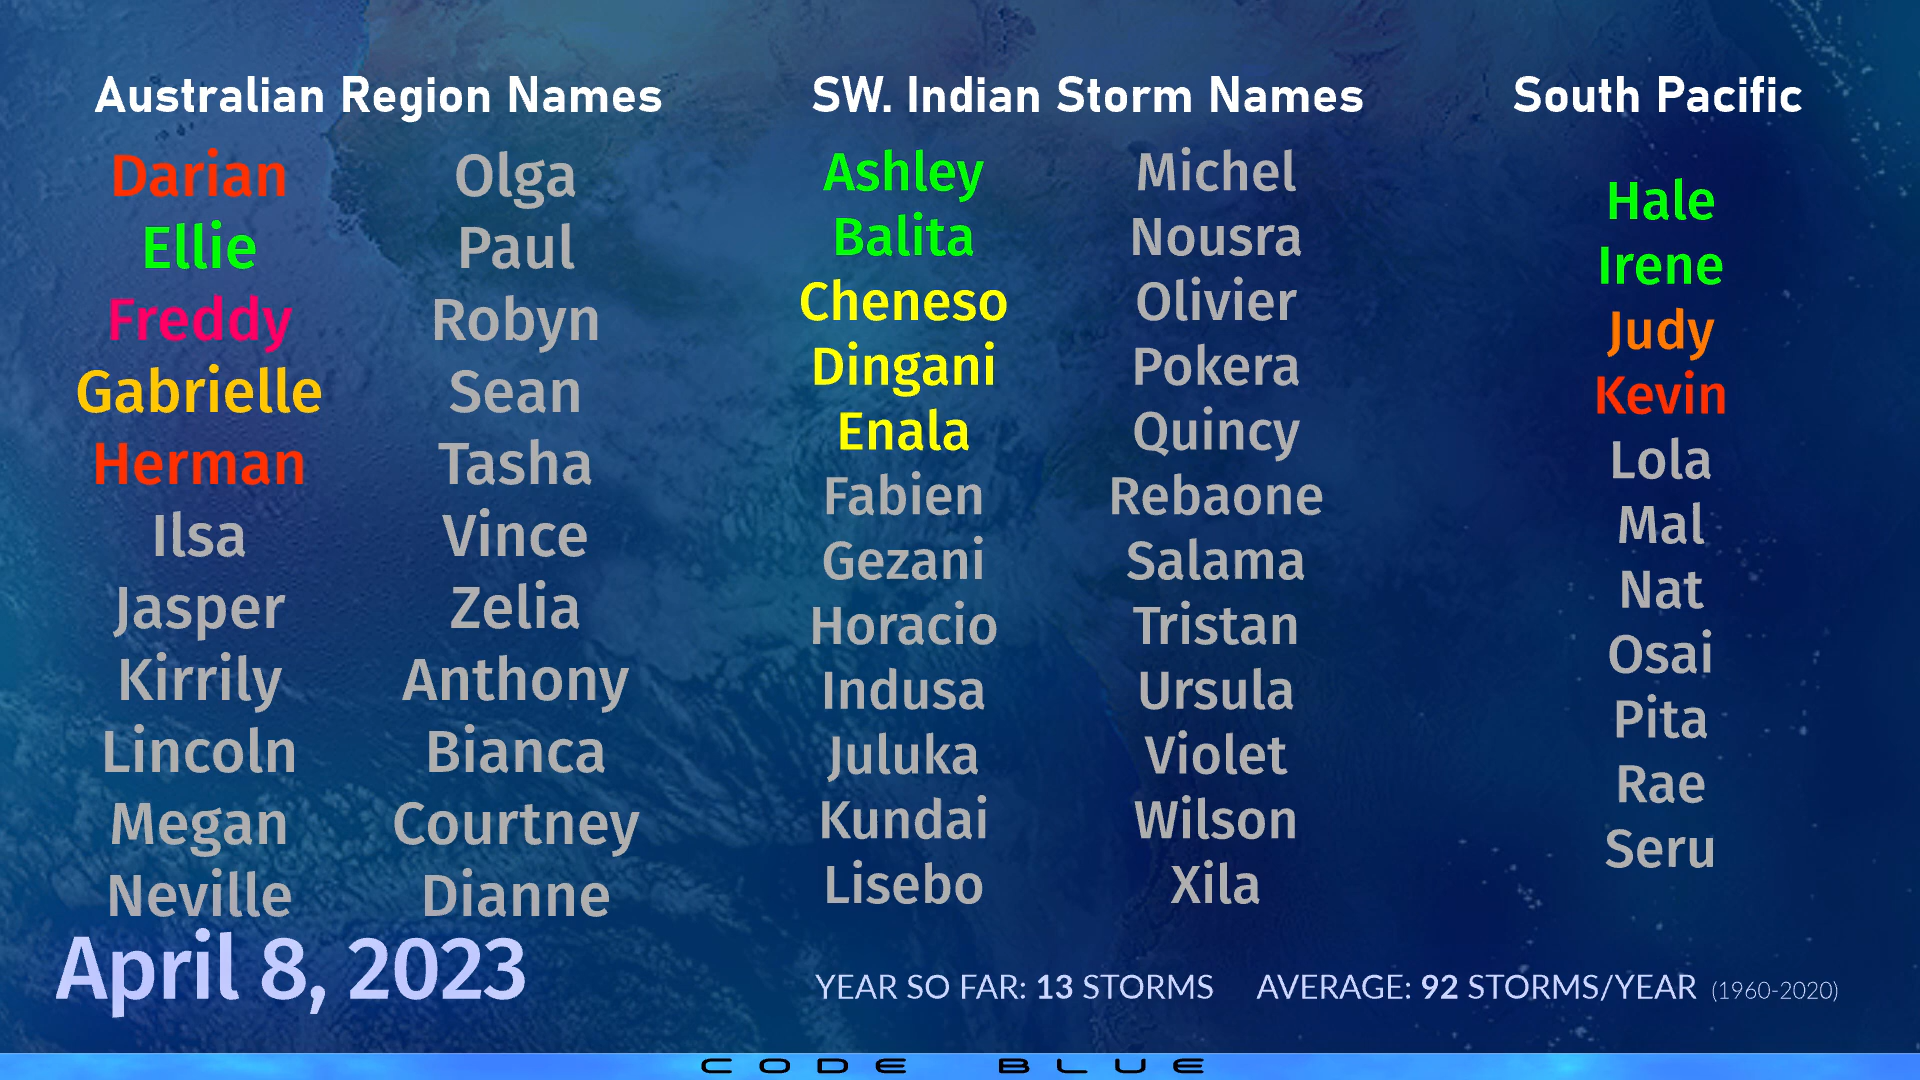 Australian Region Names
Darian
Ellie
Freddy
Gabrielle
Herman
Ilsa
Jasper
Kirrily
Lincoln
Megan
Neville
Olga
Paul
Robyn
Sean
Tasha
Vince
Zelia
Anthony
Bianca
Courtney
Dianne
SW. Indian Storm Names
Ashley
Balita
Cheneso
Dingani
Enala
Fabien
Gezani
Horacio
Indusa
Juluka
Kundai
Lisebo
Michel
Nousra
Olivier
Pokera
Quincy
Rebaone
Salama
Tristan
Ursula
Violet
Wilson
Xila
South Pacific
Hale
Irene
Judy
Kevin
Lola
Mal
Nat
Osai
Pita
Rae
Seru
April 8, 2023
YEAR SO FAR: 13 STORMS AVERAGE: 92 STORMS/YEAR (1960-2020)
CODE BLUE